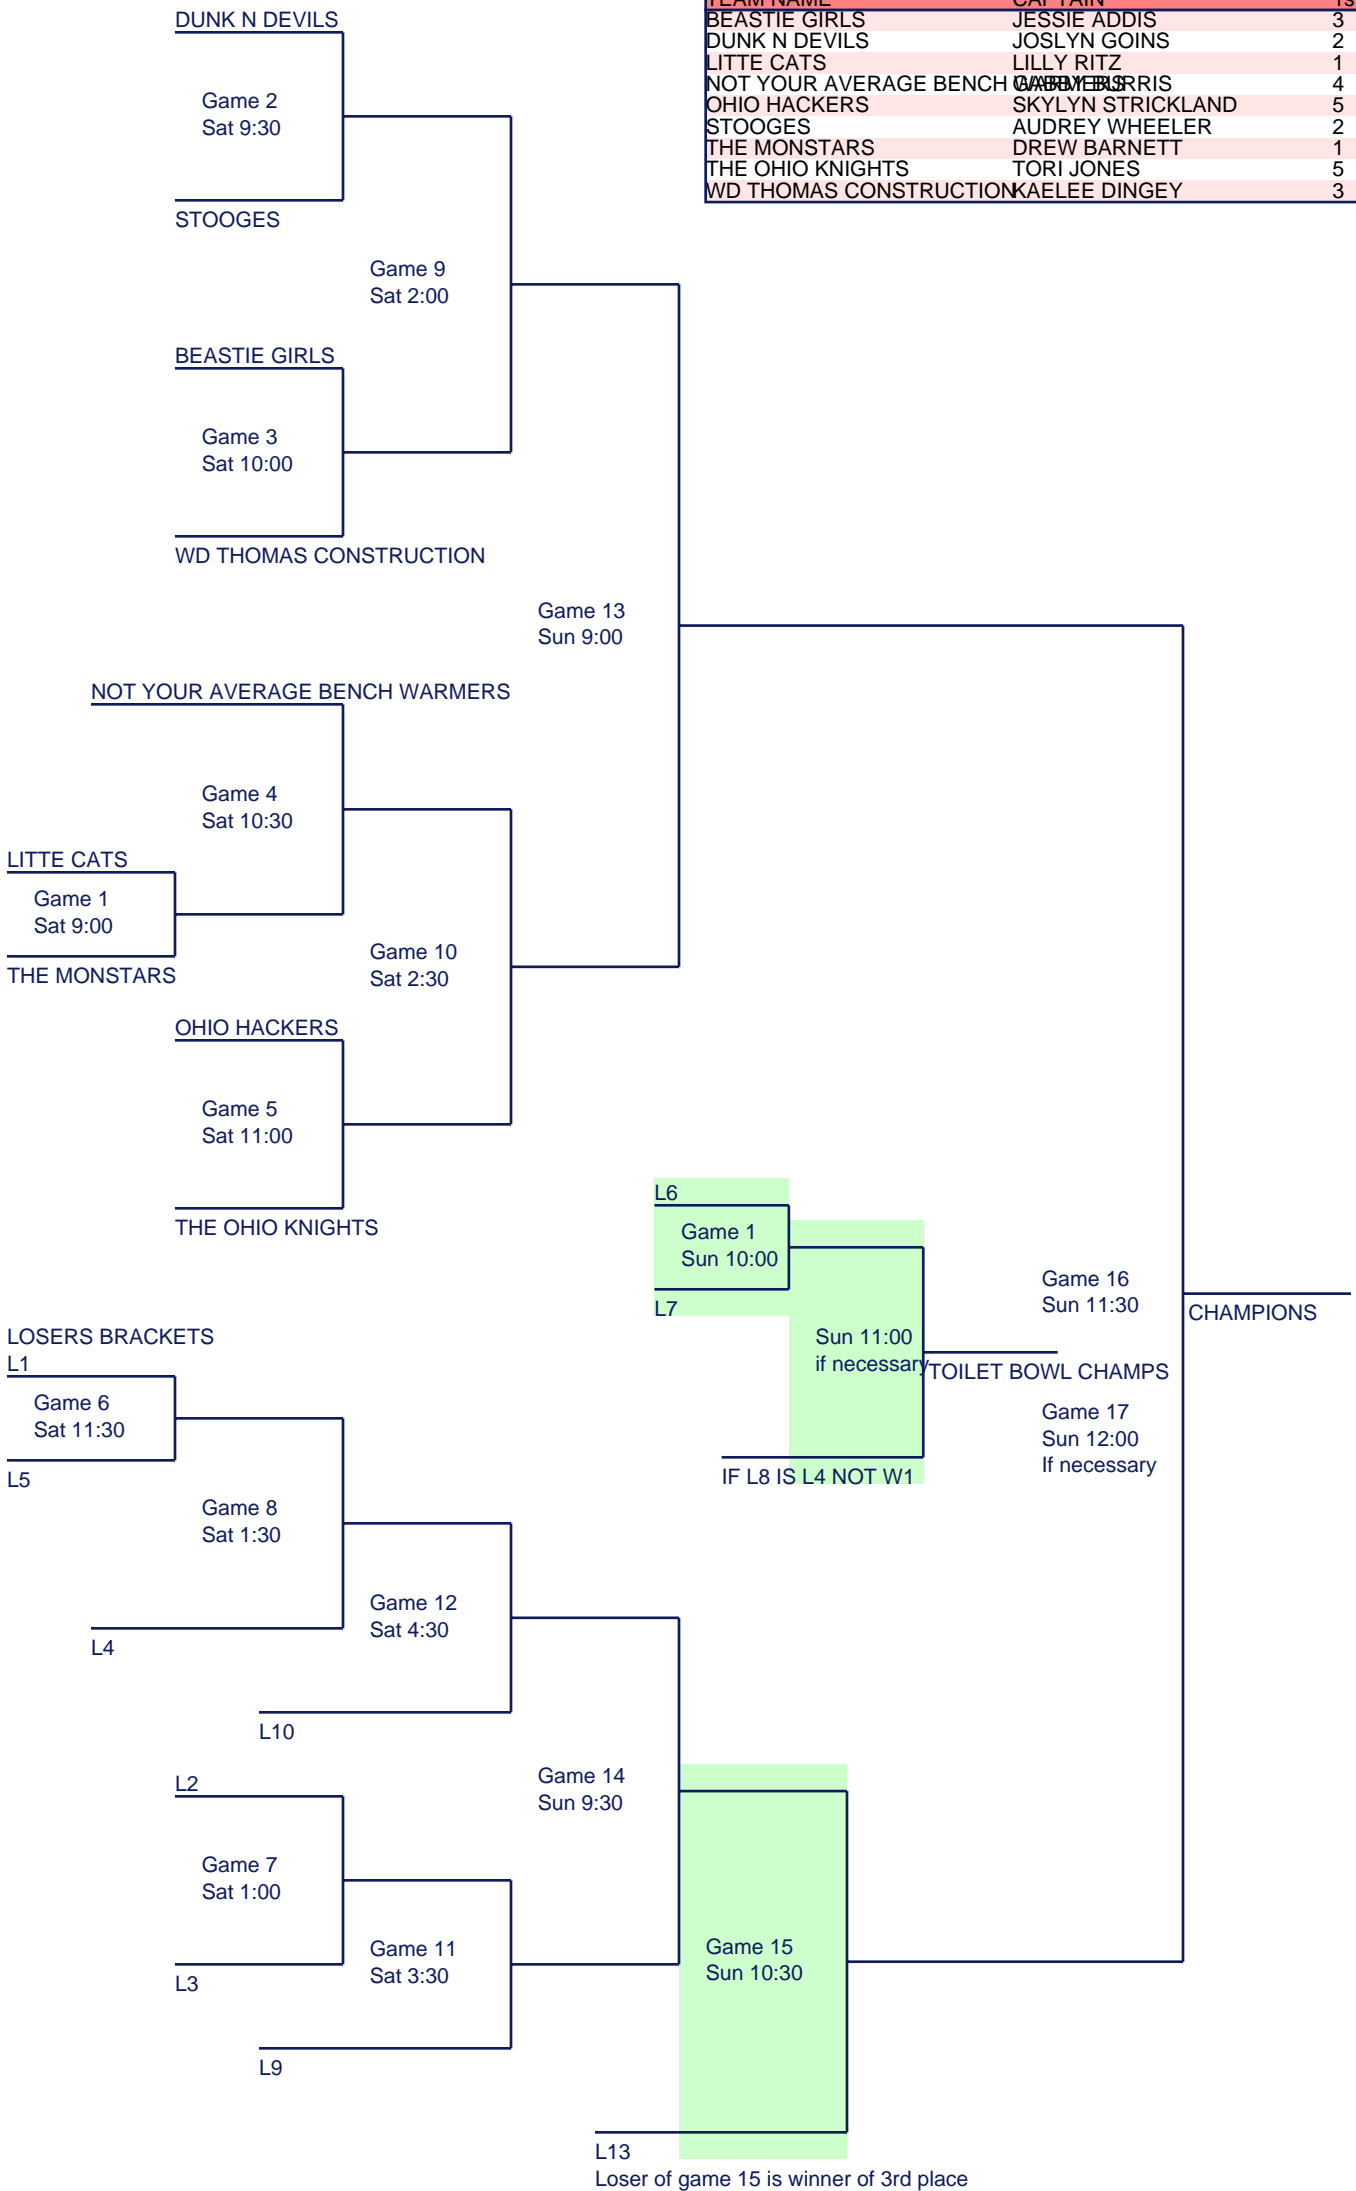 TEAM NAME CAPTAIN
BEASTIE GIRLS JESSIE ADDIS 3
DUNK N DEVILS JOSLYN GOINS 2
LITTE CATS LILLY RITZ 1
NOT YOUR AVERAGE BENCH WARMERS GABBY BURRIS 4
OHIO HACKERS SKYLYN STRICKLAND 5
STOOGES AUDREY WHEELER 2
THE MONSTARS DREW BARNETT 1
THE OHIO KNIGHTS TORI JONES 5
WD THOMAS CONSTRUCTION KAELEE DINGEY 3
DUNK N DEVILS
Game 2
Sat 9:30
STOOGES
Game 9
Sat 2:00
BEASTIE GIRLS
Game 3
Sat 10:00
WD THOMAS CONSTRUCTION
Game 13
Sun 9:00
NOT YOUR AVERAGE BENCH WARMERS
Game 4
Sat 10:30
LITTE CATS
Game 1
Sat 9:00
THE MONSTARS
Game 10
Sat 2:30
OHIO HACKERS
Game 5
Sat 11:00
THE OHIO KNIGHTS
L6
Game 1
Sun 10:00
L7
Sun 11:00
if necessary
TOILET BOWL CHAMPS
IF L8 IS L4 NOT W1
Game 16
Sun 11:30
CHAMPIONS
Game 17
Sun 12:00
If necessary
LOSERS BRACKETS
L1
Game 6
Sat 11:30
L5
Game 8
Sat 1:30
L4
Game 12
Sat 4:30
L10
Game 14
Sun 9:30
L2
Game 7
Sat 1:00
L3
Game 11
Sat 3:30
L9
Game 15
Sun 10:30
L13
Loser of game 15 is winner of 3rd place